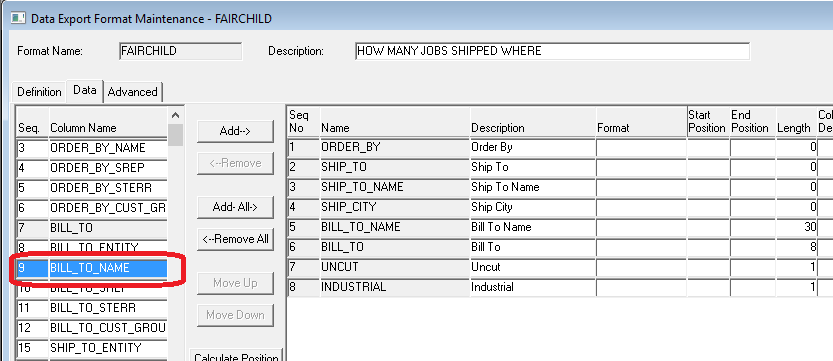 Data Export Format Maintenance - FAIRCHILD
Format Name: FAIRCHILD Description: HOW MANY JOBS SHIPPED WHERE
Definition Data Advanced
Seq. Column Name
3 ORDER_BY_NAME
4 ORDER_BY_SREP
5 ORDER_BY_STERR
6 ORDER_BY_CUST_GRO
7 BILL_TO
8 BILL_TO_ENTITY
9 BILL_TO_NAME
10 BILL_TO_SREP
11 BILL_TO_STERR
12 BILL_TO_CUST_GROU
15 SHIP_TO_ENTITY
Add-->
<--Remove
Add- All->
<--Remove All
Move Up
Move Down
Calculate Position
Seq No Name Description Format Start Position End Position Length Col De
1 ORDER_BY Order By 0
2 SHIP_TO Ship To 0
3 SHIP_TO_NAME Ship To Name 0
4 SHIP_CITY Ship City 0
5 BILL_TO_NAME Bill To Name 30
6 BILL_TO Bill To 8
7 UNCUT Uncut 1
8 INDUSTRIAL Industrial 1